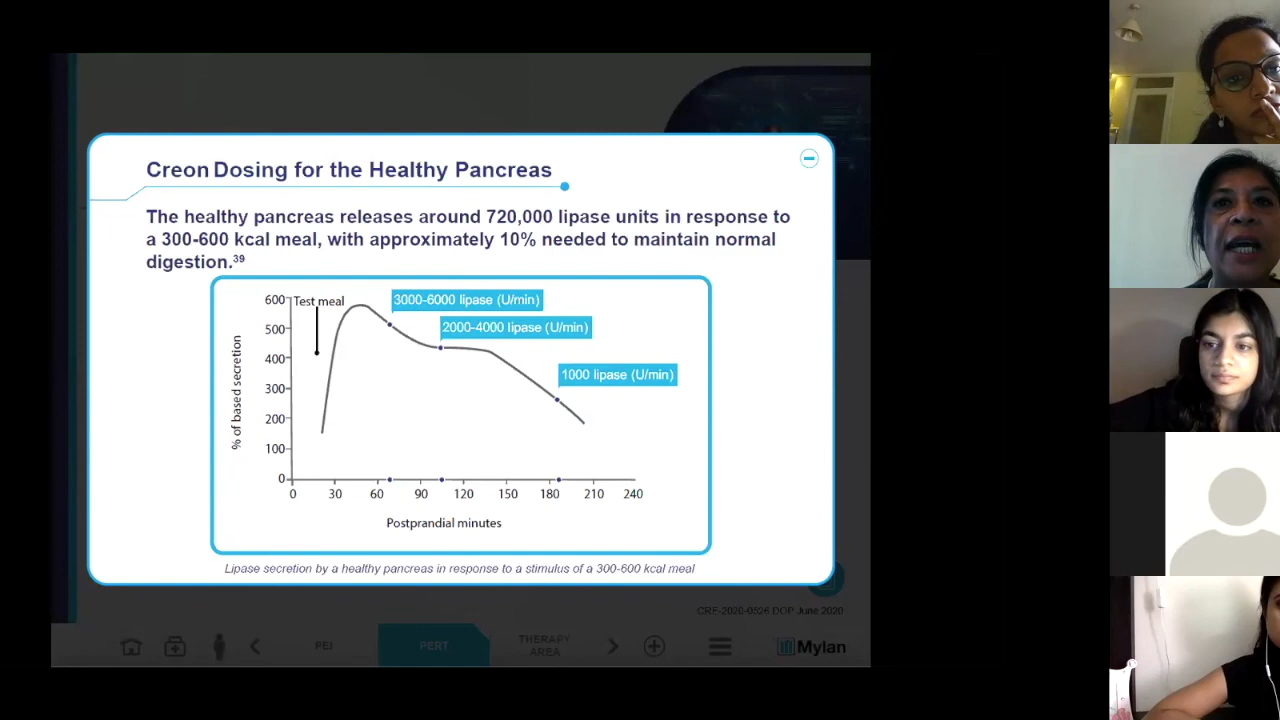 Creon Dosing for the Healthy Pancreas
The healthy pancreas releases around 720,000 lipase units in response to
a 300-600 kcal meal, with approximately 10% needed to maintain normal
digestion.39
600
Test meal
3000-6000 lipase (U/min)
500
2000-4000 lipase (U/min)
400
1000 lipase (U/min)
300
200
100
0
% of based secretion
0 30 60 90 120 150 180 210 240
Postprandial minutes
Lipase secretion by a healthy pancreas in response to a stimulus of a 300-600 kcal meal
CRE-2020-0526 DOP June 2020
PEI
PERT
THERAPY
AREA
Mylan